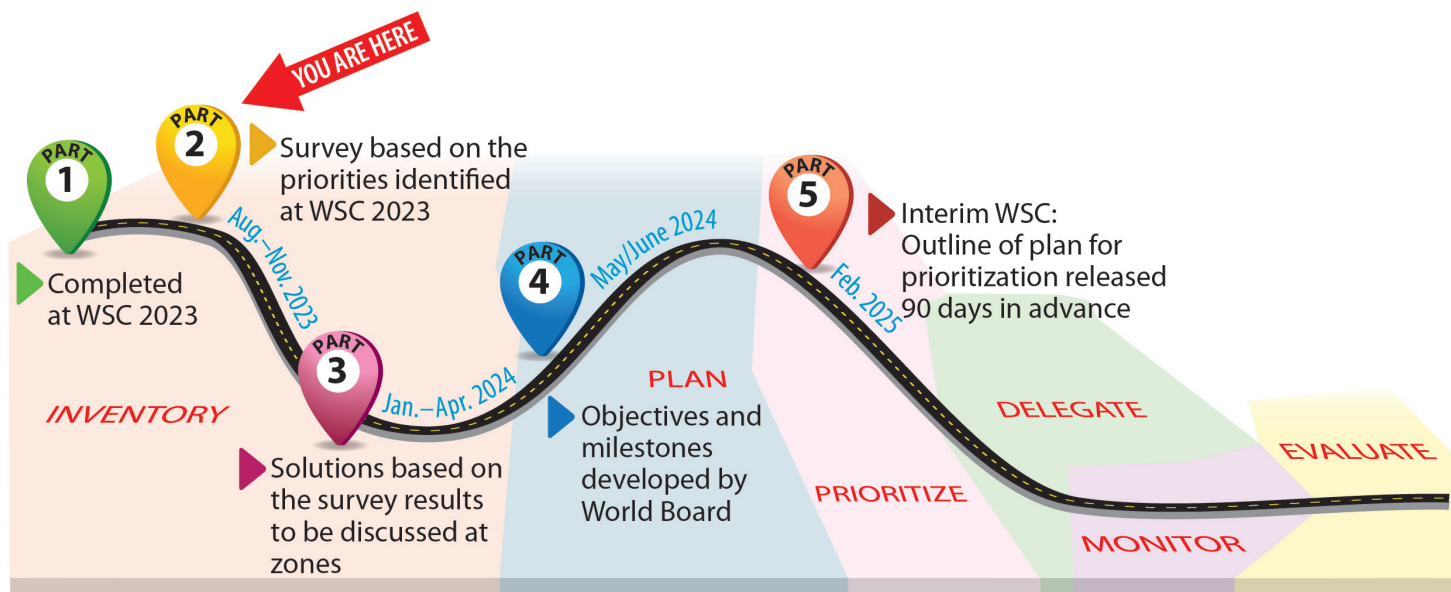 YOU ARE HERE
PART
1
Completed
at WSC 2023
PART
2
Survey based on the
priorities identified
at WSC 2023
Aug.–Nov. 2023
PART
3
Solutions based on
the survey results
to be discussed at
zones
Jan.–Apr. 2024
INVENTORY
PART
4
Objectives and
milestones
developed by
World Board
May/June 2024
PLAN
PART
5
Interim WSC:
Outline of plan for
prioritization released
90 days in advance
Feb. 2025
PRIORITIZE
DELEGATE
MONITOR
EVALUATE